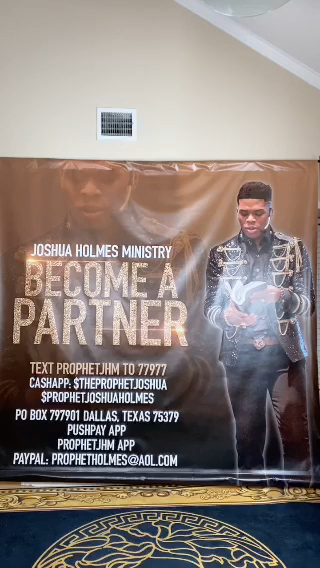 JOSHUA HOLMES MINISTRY
BECOME A
PARTNER
TEXT PROPHETJHM TO 77977
CASHAPP: $THEPROPHETJOSHUA
$PROPHETJOSHUAHOLMES
PO BOX 797901 DALLAS, TEXAS 75379
PUSHPAY APP
PROPHETJHM APP
PAYPAL: PROPHETHOLMES@AOL.COM